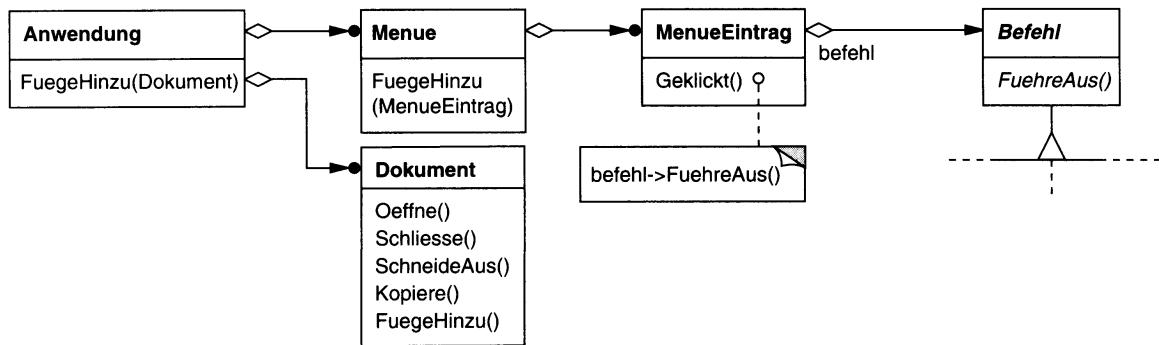 Anwendung
FuegeHinzu(Dokument)
Menue
FuegeHinzu
(MenueEintrag)
MenueEintrag
Geklickt()
befehl
Befehl
FuehreAus()
befehl->FuehreAus()
Dokument
Oeffne()
Schliesse()
SchneideAus()
Kopiere()
FuegeHinzu()